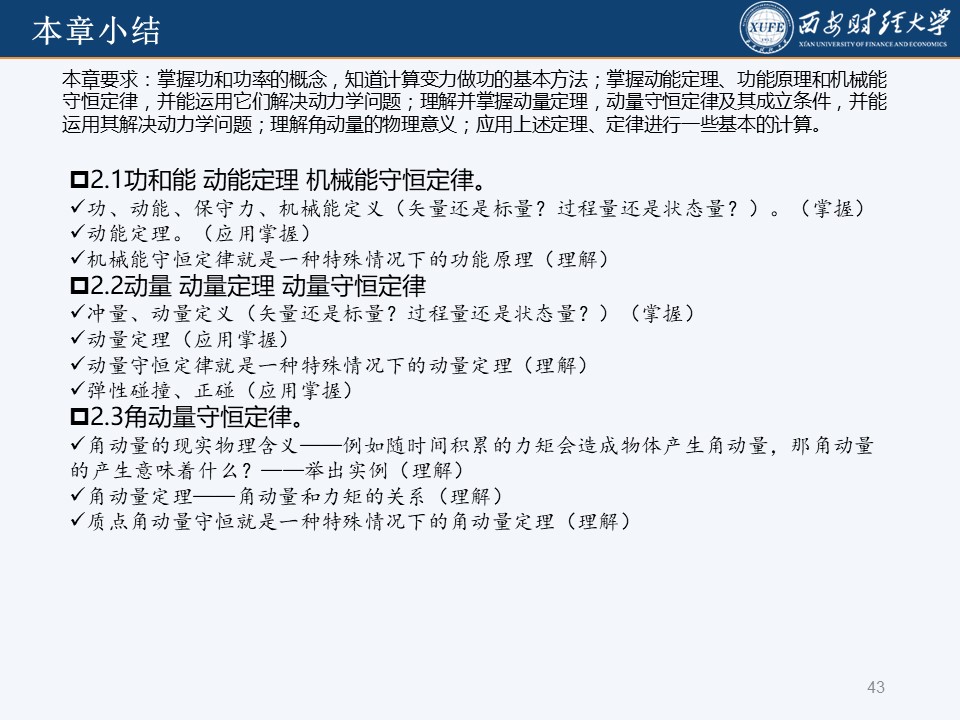 本章小结
XUFE
西安财经大学
XI'AN UNIVERSITY OF FINANCE AND ECONOMICS
本章要求：掌握功和功率的概念，知道计算变力做功的基本方法；掌握动能定理、功能原理和机械能
守恒定律，并能运用它们解决动力学问题；理解并掌握动量定理，动量守恒定律及其成立条件，并能
运用其解决动力学问题；理解角动量的物理意义；应用上述定理、定律进行一些基本的计算。
2.1功和能 动能定理 机械能守恒定律。
✓功、动能、保守力、机械能定义（矢量还是标量？过程量还是状态量？）。（掌握）
✓动能定理。（应用掌握）
✓机械能守恒定律就是一种特殊情况下的功能原理（理解）
2.2动量 动量定理 动量守恒定律
✓冲量、动量定义（矢量还是标量？过程量还是状态量？）（掌握）
✓动量定理（应用掌握）
✓动量守恒定律就是一种特殊情况下的动量定理（理解）
✓弹性碰撞、正碰（应用掌握）
2.3角动量守恒定律。
✓角动量的现实物理含义——例如随时间积累的力矩会造成物体产生角动量，那角动量
的产生意味着什么？——举出实例（理解）
✓角动量定理——角动量和力矩的关系（理解）
✓质点角动量守恒就是一种特殊情况下的角动量定理（理解）
43